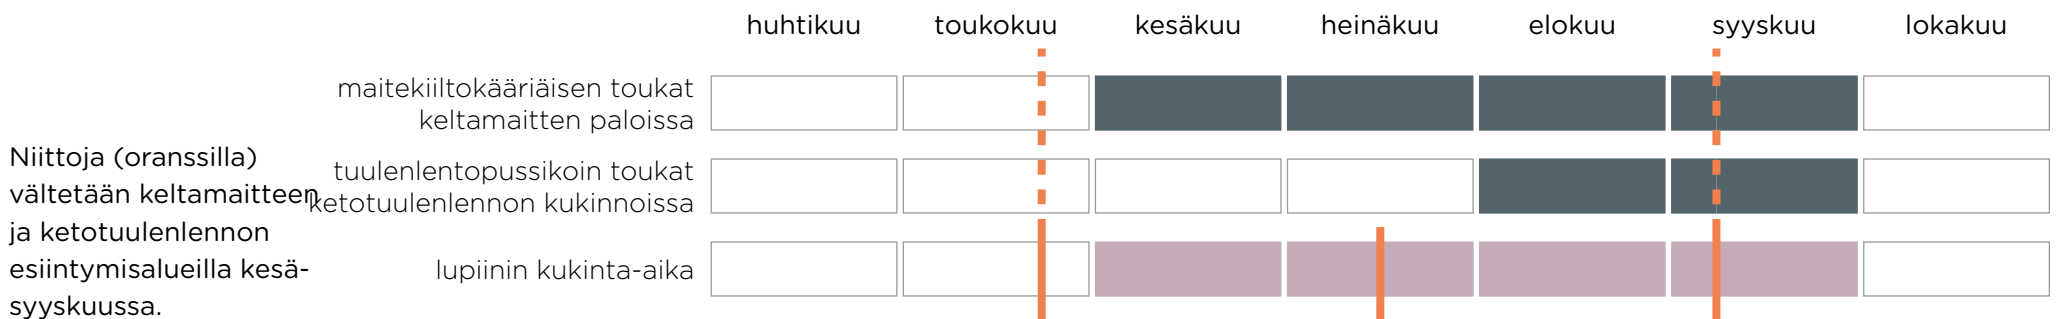 huhtikuu toukokuu kesäkuu heinäkuu elokuu syyskuu lokakuu
maitekiiltokääriäisen toukat
keltamaitten paloissa
tuulenlentopussikoin toukat
ketotuulenlennon kukinnoissa
lupiinin kukinta-aika
Niittoja (oranssilla)
vältetään keltamaitteen
ja ketotuulenlennon
esiintymisalueilla kesä-
syyskuussa.